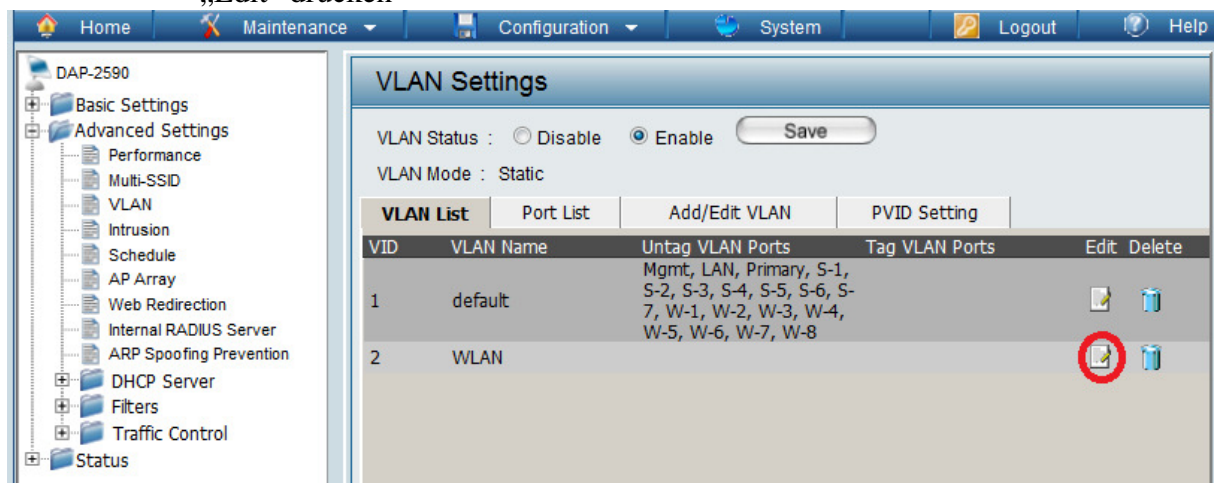 „Edit“ drücken
Home Maintenance Configuration System Logout Help
DAP-2590
Basic Settings
Advanced Settings
Performance
Multi-SSID
VLAN
Intrusion
Schedule
AP Array
Web Redirection
Internal RADIUS Server
ARP Spoofing Prevention
DHCP Server
Filters
Traffic Control
Status
VLAN Settings
VLAN Status : Disable Enable Save
VLAN Mode : Static
VLAN List Port List Add/Edit VLAN PVID Setting
VID VLAN Name Untag VLAN Ports Tag VLAN Ports Edit Delete
1 default Mgmt, LAN, Primary, S-1,
S-2, S-3, S-4, S-5, S-6, S-
7, W-1, W-2, W-3, W-4,
W-5, W-6, W-7, W-8
2 WLAN